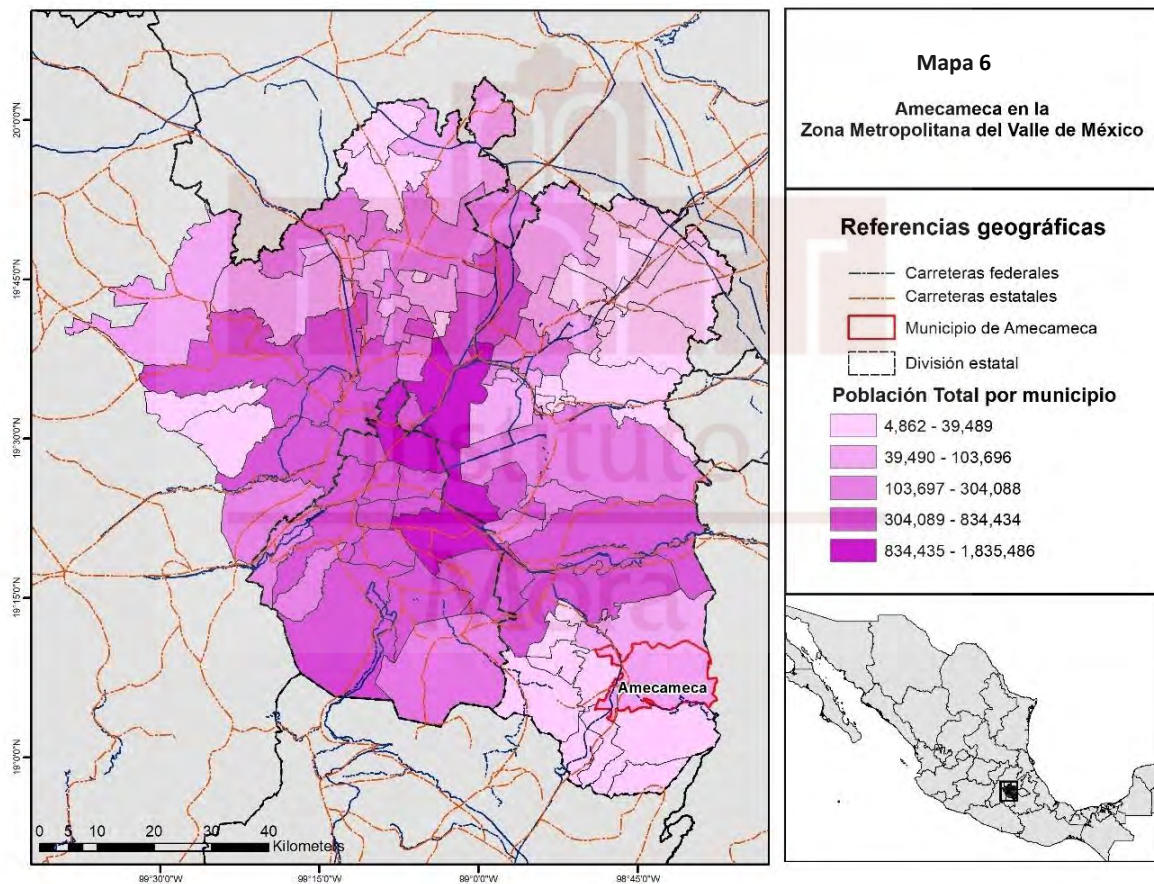 Mapa 6
Amecameca en la
Zona Metropolitana del Valle de México
Referencias geográficas
Carreteras federales
Carreteras estatales
Municipio de Amecameca
División estatal
Población Total por municipio
4,862 - 39,489
39,490 - 103,696
103,697 - 304,088
304,089 - 834,434
834,435 - 1,835,486
20°0'0"N
19°45'0"N
19°30'0"N
19°15'0"N
19°0'0"N
Instituto
Mora
Amecameca
0 5 10 20 30 40
Kilometers
99°30'0"W 99°15'0"W 99°0'0"W 98°45'0"W